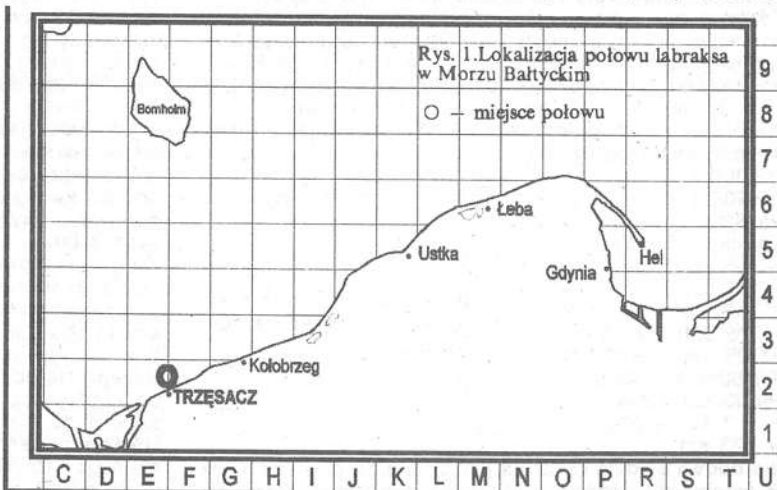 Rys. 1.Lokalizacja połowu labraksa
w Morzu Bałtyckim
○ – miejsce połowu
Bornholm
Łeba
Ustka
Hel
Gdynia
Kołobrzeg
TRZĘSACZ
9
8
7
6
5
4
3
2
1
C D E F G H I J K L M N O P R S T U